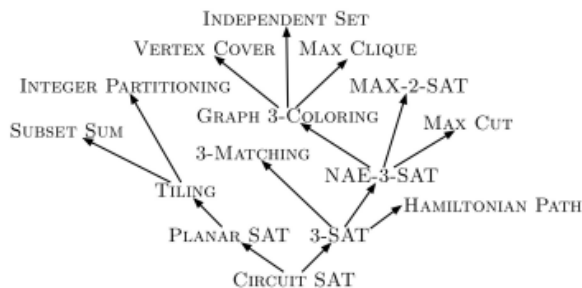 INDEPENDENT SET
VERTEX COVER
MAX CLIQUE
INTEGER PARTITIONING
MAX-2-SAT
GRAPH 3-COLORING
SUBSET SUM
MAX CUT
3-MATCHING
NAE-3-SAT
TILING
HAMILTONIAN PATH
PLANAR SAT
3-SAT
CIRCUIT SAT